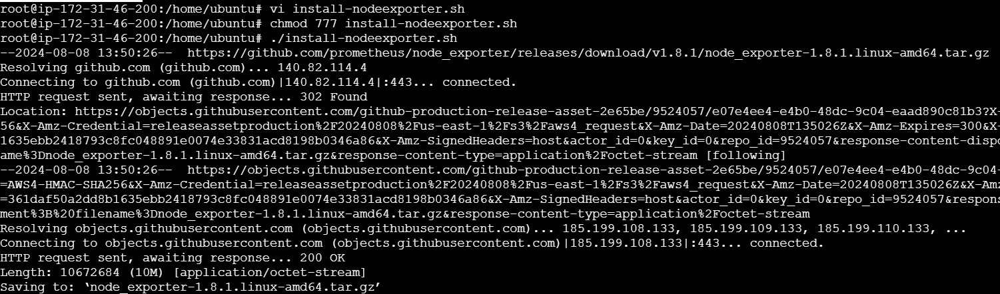 root@ip-172-31-46-200:/home/ubuntu# vi install-nodeexporter.sh
root@ip-172-31-46-200:/home/ubuntu# chmod 777 install-nodeexporter.sh
root@ip-172-31-46-200:/home/ubuntu# ./install-nodeexporter.sh
--2024-08-08 13:50:26--  https://github.com/prometheus/node_exporter/releases/download/v1.8.1/node_exporter-1.8.1.linux-amd64.tar.gz
Resolving github.com (github.com)... 140.82.114.4
Connecting to github.com (github.com)|140.82.114.4|:443... connected.
HTTP request sent, awaiting response... 302 Found
Location: https://objects.githubusercontent.com/github-production-release-asset-2e65be/9524057/e07e4ee4-e4b0-48dc-9c04-eaad890c81b3?X-
56&X-Amz-Credential=releaseassetproduction%2F20240808%2Fus-east-1%2Fs3%2Faws4_request&X-Amz-Date=20240808T135026Z&X-Amz-Expires=300&X-
1635ebb2418793c8fc048891e0074e33831acd8198b0346a86&X-Amz-SignedHeaders=host&actor_id=0&key_id=0&repo_id=9524057&response-content-dispo
ame%3Dnode_exporter-1.8.1.linux-amd64.tar.gz&response-content-type=application%2Foctet-stream [following]
--2024-08-08 13:50:26--  https://objects.githubusercontent.com/github-production-release-asset-2e65be/9524057/e07e4ee4-e4b0-48dc-9c04-
=AWS4-HMAC-SHA256&X-Amz-Credential=releaseassetproduction%2F20240808%2Fus-east-1%2Fs3%2Faws4_request&X-Amz-Date=20240808T135026Z&X-Amz
=361daf50a2dd8b1635ebb2418793c8fc048891e0074e33831acd8198b0346a86&X-Amz-SignedHeaders=host&actor_id=0&key_id=0&repo_id=9524057&respons
ment%3B%20filename%3Dnode_exporter-1.8.1.linux-amd64.tar.gz&response-content-type=application%2Foctet-stream
Resolving objects.githubusercontent.com (objects.githubusercontent.com)... 185.199.108.133, 185.199.109.133, 185.199.110.133, ...
Connecting to objects.githubusercontent.com (objects.githubusercontent.com)|185.199.108.133|:443... connected.
HTTP request sent, awaiting response... 200 OK
Length: 10672684 (10M) [application/octet-stream]
Saving to: ‘node_exporter-1.8.1.linux-amd64.tar.gz’